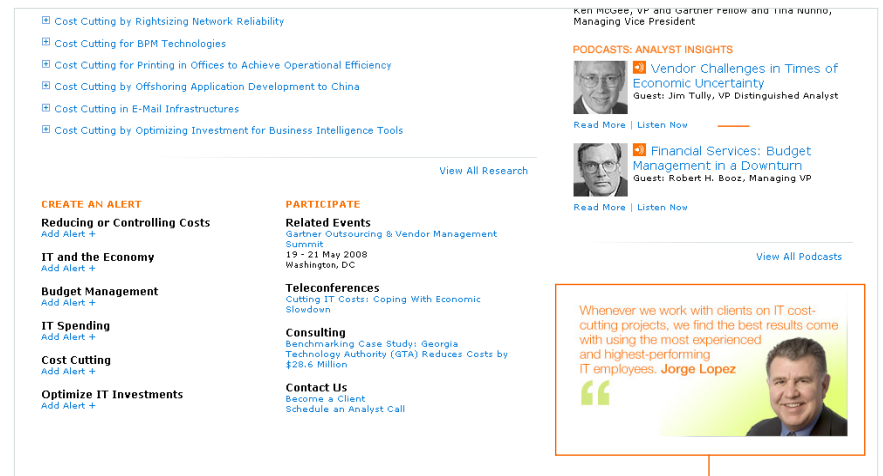 Cost Cutting by Rightsizing Network Reliability
Cost Cutting for BPM Technologies
Cost Cutting for Printing in Offices to Achieve Operational Efficiency
Cost Cutting by Offshoring Application Development to China
Cost Cutting in E-Mail Infrastructures
Cost Cutting by Optimizing Investment for Business Intelligence Tools
View All Research
CREATE AN ALERT
Reducing or Controlling Costs
Add Alert +
IT and the Economy
Add Alert +
Budget Management
Add Alert +
IT Spending
Add Alert +
Cost Cutting
Add Alert +
Optimize IT Investments
Add Alert +
PARTICIPATE
Related Events
Gartner Outsourcing & Vendor Management
Summit
19 - 21 May 2008
Washington, DC
Teleconferences
Cutting IT Costs: Coping With Economic
Slowdown
Consulting
Benchmarking Case Study: Georgia
Technology Authority (GTA) Reduces Costs by
$28.6 Million
Contact Us
Become a Client
Schedule an Analyst Call
Ken McGee, VP and Gartner Fellow and Tina Nunno,
Managing Vice President
PODCASTS: ANALYST INSIGHTS
Vendor Challenges in Times of
Economic Uncertainty
Guest: Jim Tully, VP Distinguished Analyst
Read More | Listen Now
Financial Services: Budget
Management in a Downturn
Guest: Robert H. Booz, Managing VP
Read More | Listen Now
View All Podcasts
Whenever we work with clients on IT cost-
cutting projects, we find the best results come
with using the most experienced
and highest-performing
IT employees. Jorge Lopez